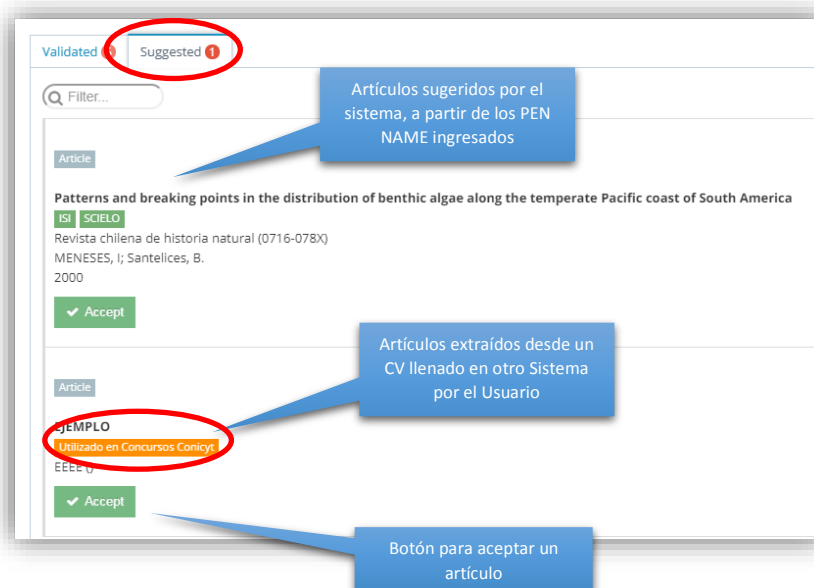 Validated
Suggested 1
Filter...
Artículos sugeridos por el
sistema, a partir de los PEN
NAME ingresados
Article
Patterns and breaking points in the distribution of benthic algae along the temperate Pacific coast of South America
ISI SCIELO
Revista chilena de historia natural (0716-078X)
MENESES, I; Santelices, B.
2000
Accept
Artículos extraídos desde un
CV llenado en otro Sistema
por el Usuario
Article
EJEMPLO
Utilizado en Concursos Conicyt
EEEE ()
Accept
Botón para aceptar un
artículo